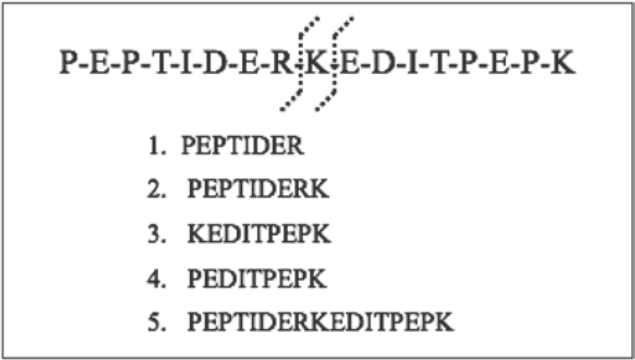 P-E-P-T-I-D-E-R-K-E-D-I-T-P-E-P-K
1. PEPTIDER
2. PEPTIDERK
3. KEDITPEPK
4. PEDITPEPK
5. PEPTIDERKEDITPEPK